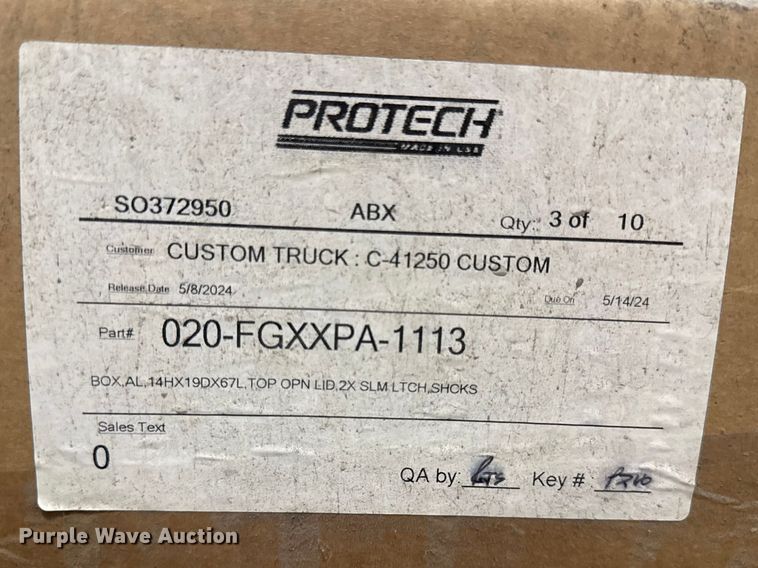 PROTECH
MADE IN USA
SO372950 ABX Qty: 3 of 10
Customer CUSTOM TRUCK : C-41250 CUSTOM
Release Date 5/8/2024 Due On 5/14/24
Part# 020-FGXXPA-1113
BOX,AL,14HX19DX67L,TOP OPN LID,2X SLM LTCH,SHCKS
Sales Text
0
QA by: Key #
Purple Wave Auction